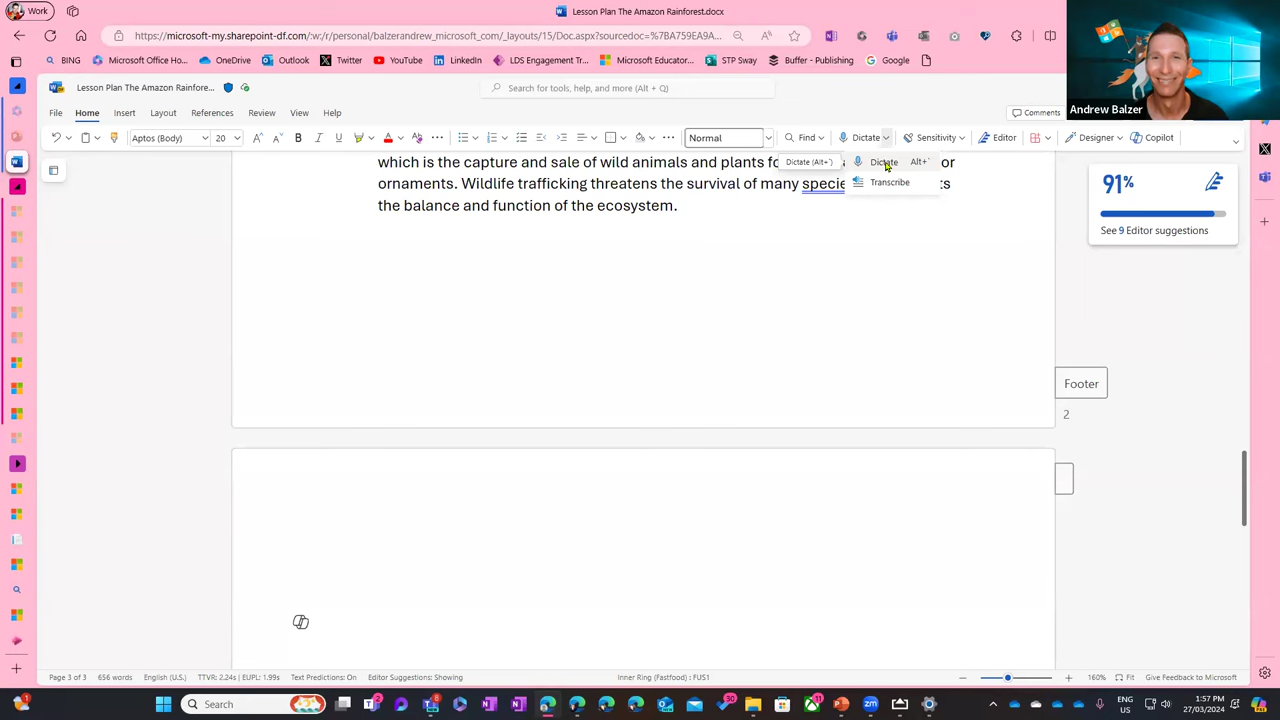 Work
Lesson Plan The Amazon Rainforest.docx
https://microsoft-my.sharepoint-df.com/:w:/r/personal/balzerandrew_microsoft_com/_layouts/15/Doc.aspx?sourcedoc=%7BA759EA9A...
BING
Microsoft Office Ho...
OneDrive
Outlook
Twitter
YouTube
LinkedIn
LDS Engagement Tr...
Microsoft Educator...
STP Sway
Buffer - Publishing
Google
Andrew Balzer
Lesson Plan The Amazon Rainfore...
Search for tools, help, and more (Alt + Q)
File
Home
Insert
Layout
References
Review
View
Help
Comments
Aptos (Body)
20
Normal
Find
Dictate
Sensitivity
Editor
Designer
Copilot
Dictate (Alt+`)
Dictate Alt+`
Transcribe
which is the capture and sale of wild animals and plants fo
or
ornaments. Wildlife trafficking threatens the survival of many specie
ts
the balance and function of the ecosystem.
91%
See 9 Editor suggestions
Footer
2
Page 3 of 3
656 words
English (U.S.)
TTVR: 2.24s | EUPL: 1.99s
Text Predictions: On
Editor Suggestions: Showing
Inner Ring (Fastfood) : FUS1
160%
Fit
Give Feedback to Microsoft
Search
ENG
US
1:57 PM
27/03/2024